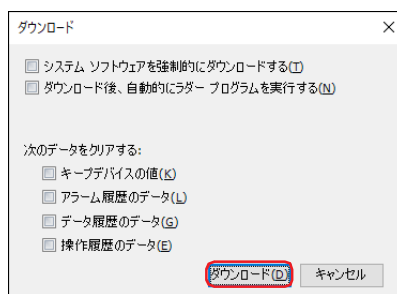 ダウンロード
システム ソフトウェアを強制的にダウンロードする(T)
ダウンロード後、自動的にラダー プログラムを実行する(N)
次のデータをクリアする:
キープデバイスの値(K)
アラーム履歴のデータ(L)
データ履歴のデータ(G)
操作履歴のデータ(E)
ダウンロード(D) キャンセル